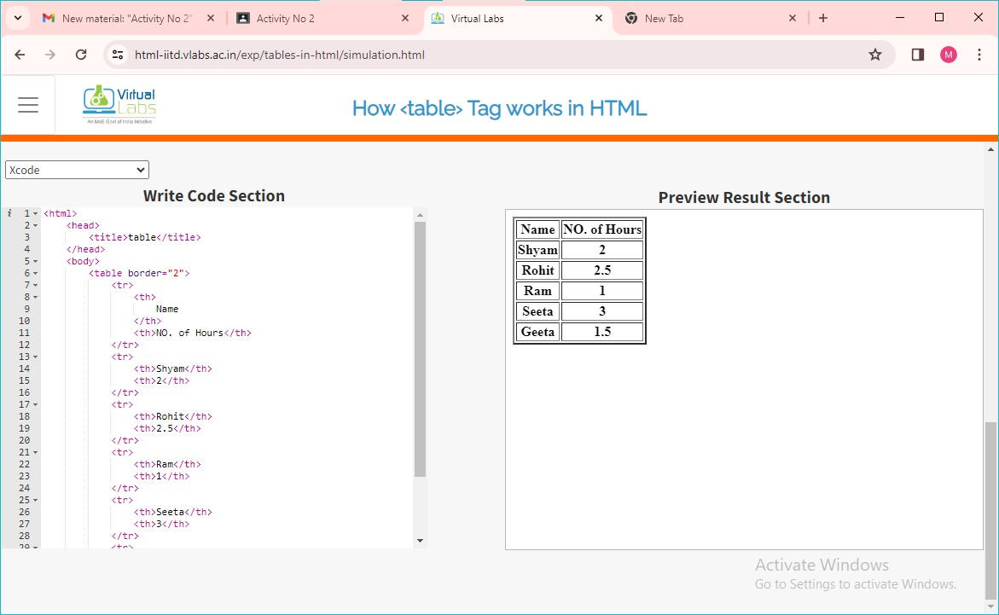 New material: "Activity No 2"
Activity No 2
Virtual Labs
New Tab
html-iitd.vlabs.ac.in/exp/tables-in-html/simulation.html
M
Virtual
Labs
An MoE Govt of India Initiative
How <table> Tag works in HTML
Xcode
Write Code Section
i 1 <html>
2 <head>
3 <title>table</title>
4 </head>
5 <body>
6 <table border="2">
7 <tr>
8 <th>
9 Name
10 </th>
11 <th>NO. of Hours</th>
12 </tr>
13 <tr>
14 <th>Shyam</th>
15 <th>2</th>
16 </tr>
17 <tr>
18 <th>Rohit</th>
19 <th>2.5</th>
20 </tr>
21 <tr>
22 <th>Ram</th>
23 <th>1</th>
24 </tr>
25 <tr>
26 <th>Seeta</th>
27 <th>3</th>
28 </tr>
29 <tr>
Preview Result Section
Name NO. of Hours
Shyam 2
Rohit 2.5
Ram 1
Seeta 3
Geeta 1.5
Activate Windows
Go to Settings to activate Windows.